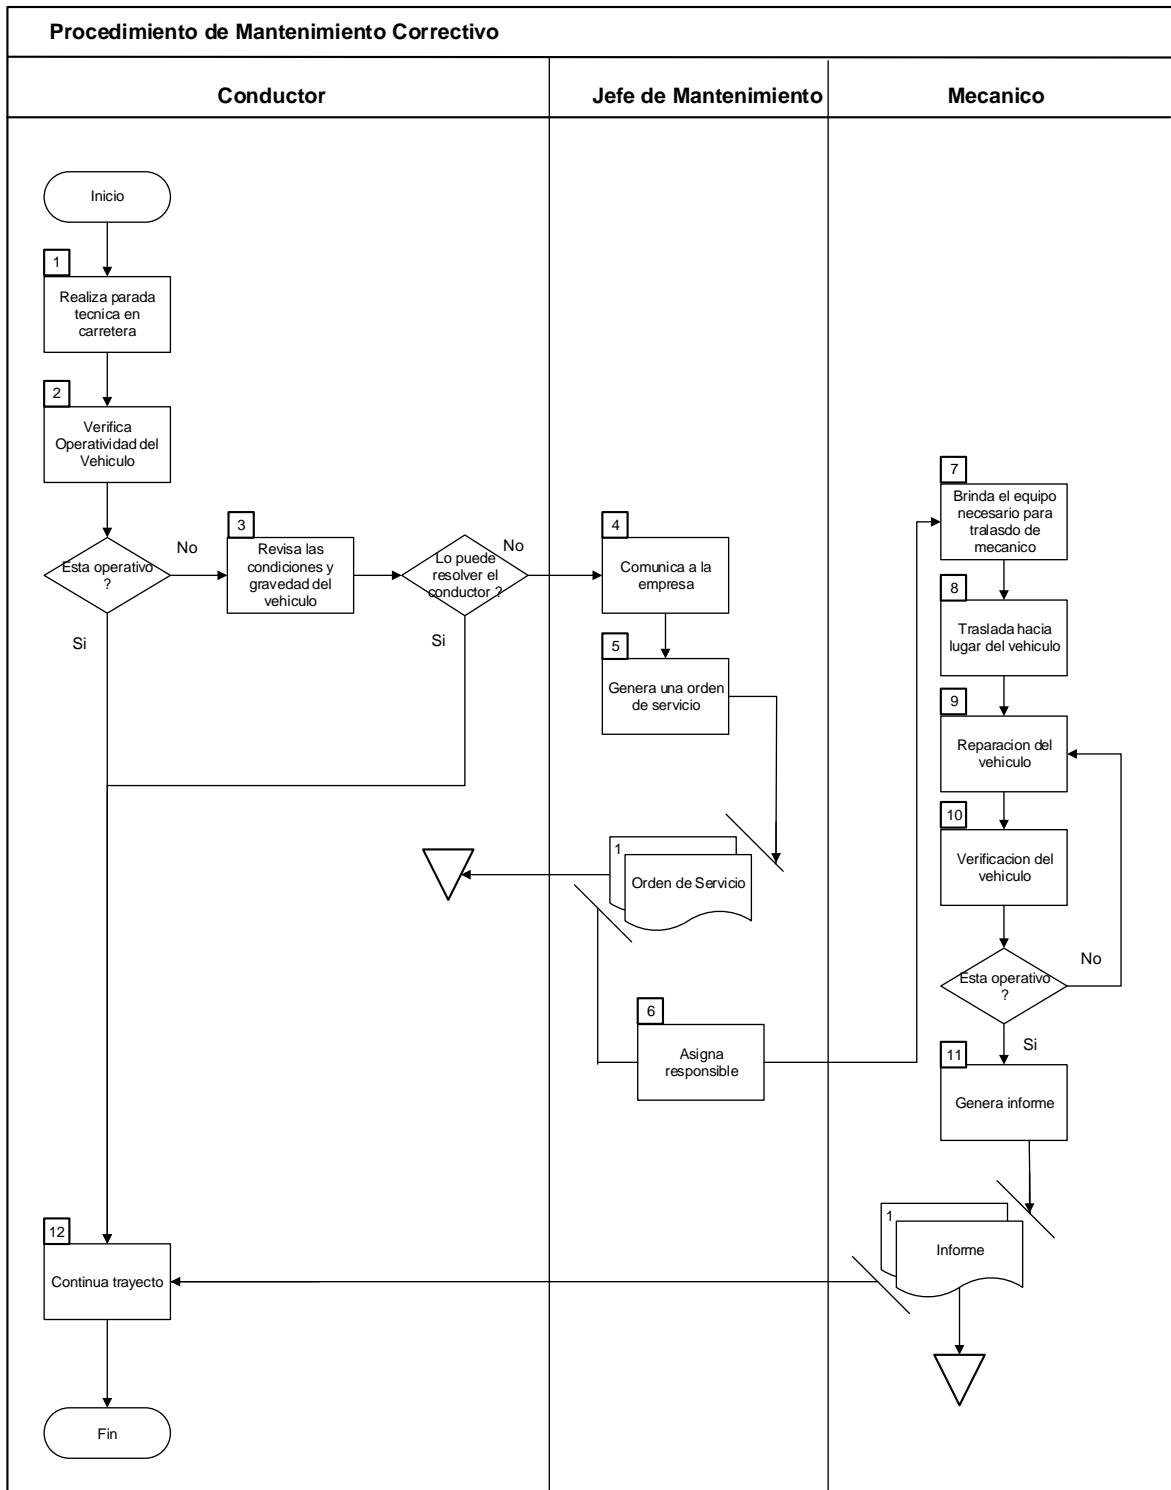 Procedimiento de Mantenimiento Correctivo
Conductor
Jefe de Mantenimiento
Mecanico
Inicio
1
Realiza parada
tecnica en
carretera
2
Verifica
Operatividad del
Vehiculo
Esta operativo
?
No
Si
3
Revisa las
condiciones y
gravedad del
vehiculo
Lo puede
resolver el
conductor ?
No
Si
4
Comunica a la
empresa
5
Genera una orden
de servicio
1
Orden de Servicio
6
Asigna
responsible
7
Brinda el equipo
necesario para
tralasdo de
mecanico
8
Traslada hacia
lugar del vehiculo
9
Reparacion del
vehiculo
10
Verificacion del
vehiculo
Esta operativo
?
No
Si
11
Genera informe
1
Informe
12
Continua trayecto
Fin